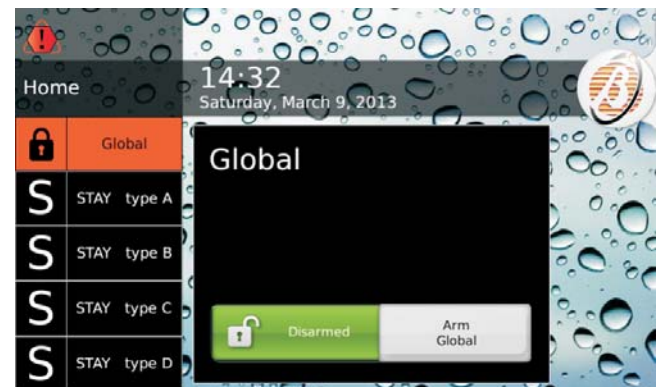 Home
14:32
Saturday, March 9, 2013
Global
S STAY type A
S STAY type B
S STAY type C
S STAY type D
Global
Disarmed
Arm
Global